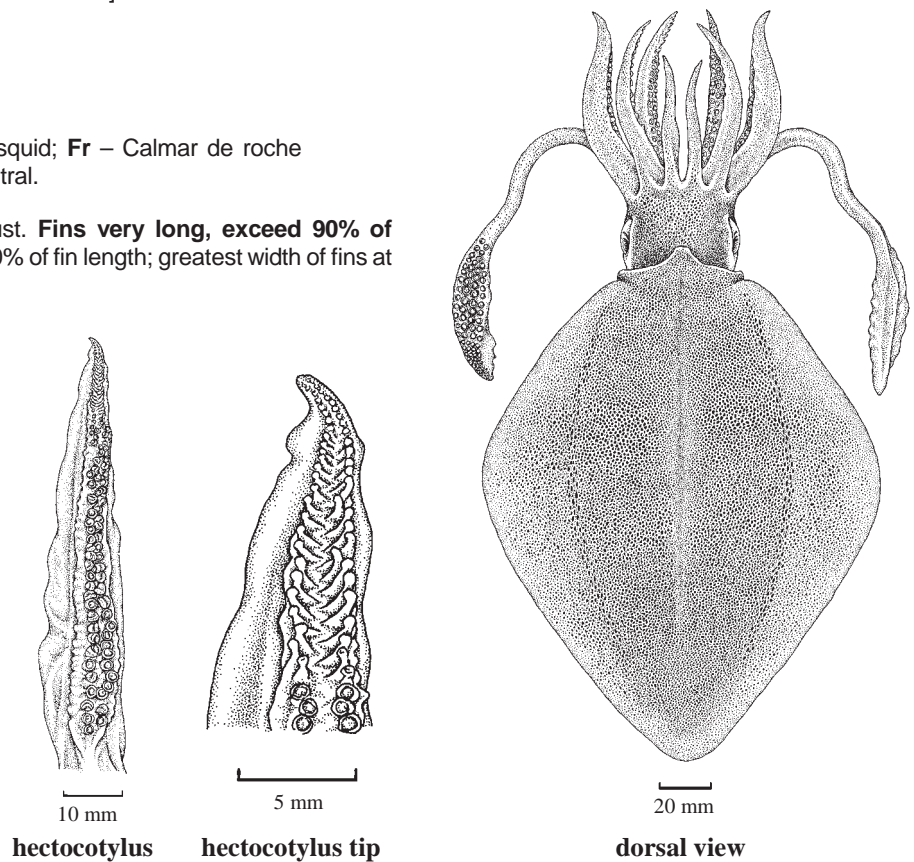 squid; Fr – Calmar de roche
tral.
ust. Fins very long, exceed 90% of
0% of fin length; greatest width of fins at
10 mm
hectocotylus
5 mm
hectocotylus tip
20 mm
dorsal view